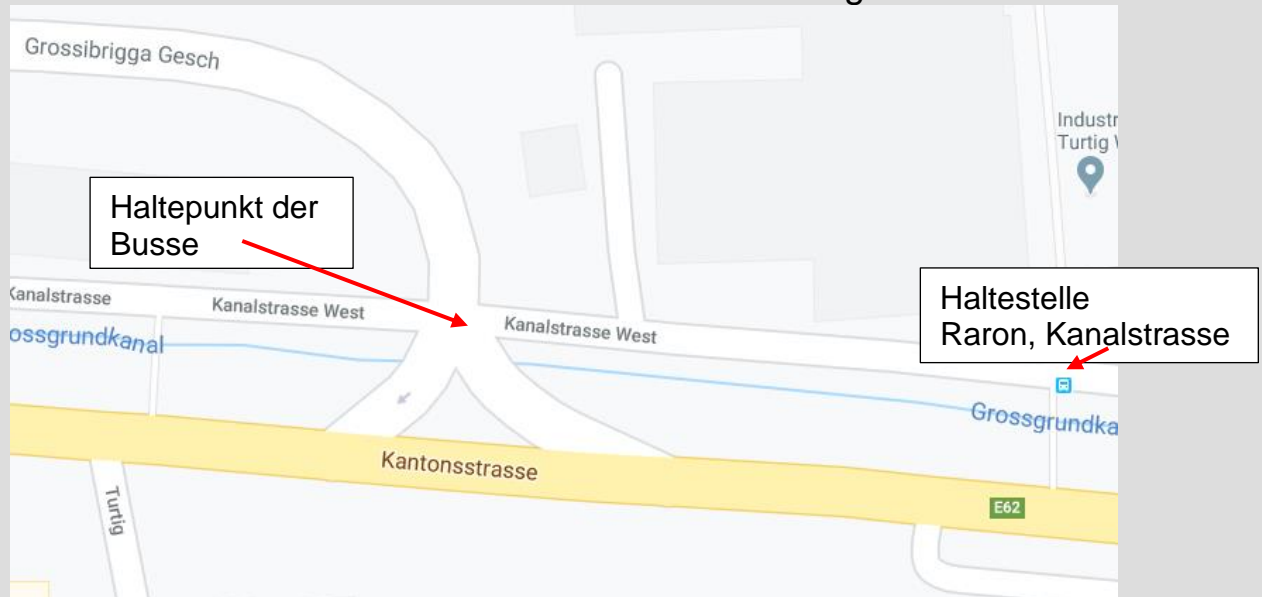 Grossibrigga Gesch
Industr
Turtig
Haltepunkt der
Busse
Haltestelle
Raron, Kanalstrasse
Kanalstrasse
Kanalstrasse West
Kanalstrasse West
ossgrundkanal
Grossgrundka
Kantonsstrasse
E62
Turtig